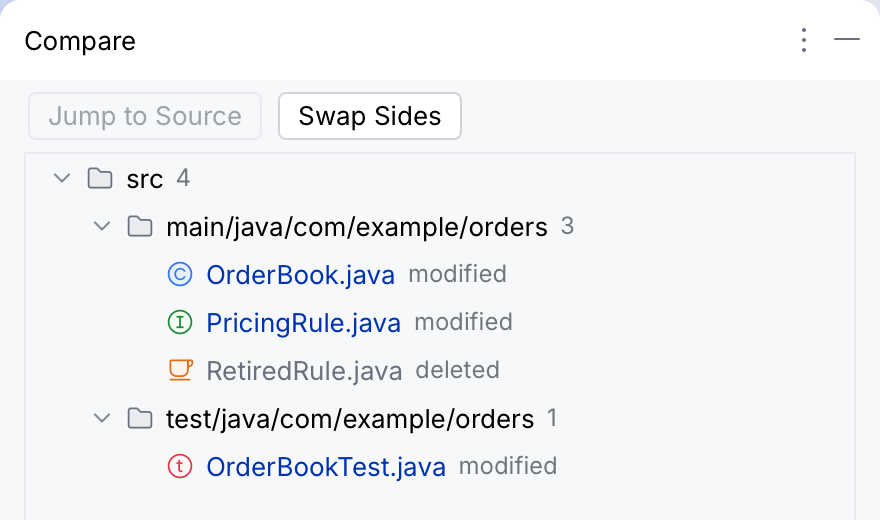 Compare
Jump to Source Swap Sides
src 4
main/java/com/example/orders 3
C OrderBook.java modified
I PricingRule.java modified
RetiredRule.java deleted
test/java/com/example/orders 1
t OrderBookTest.java modified